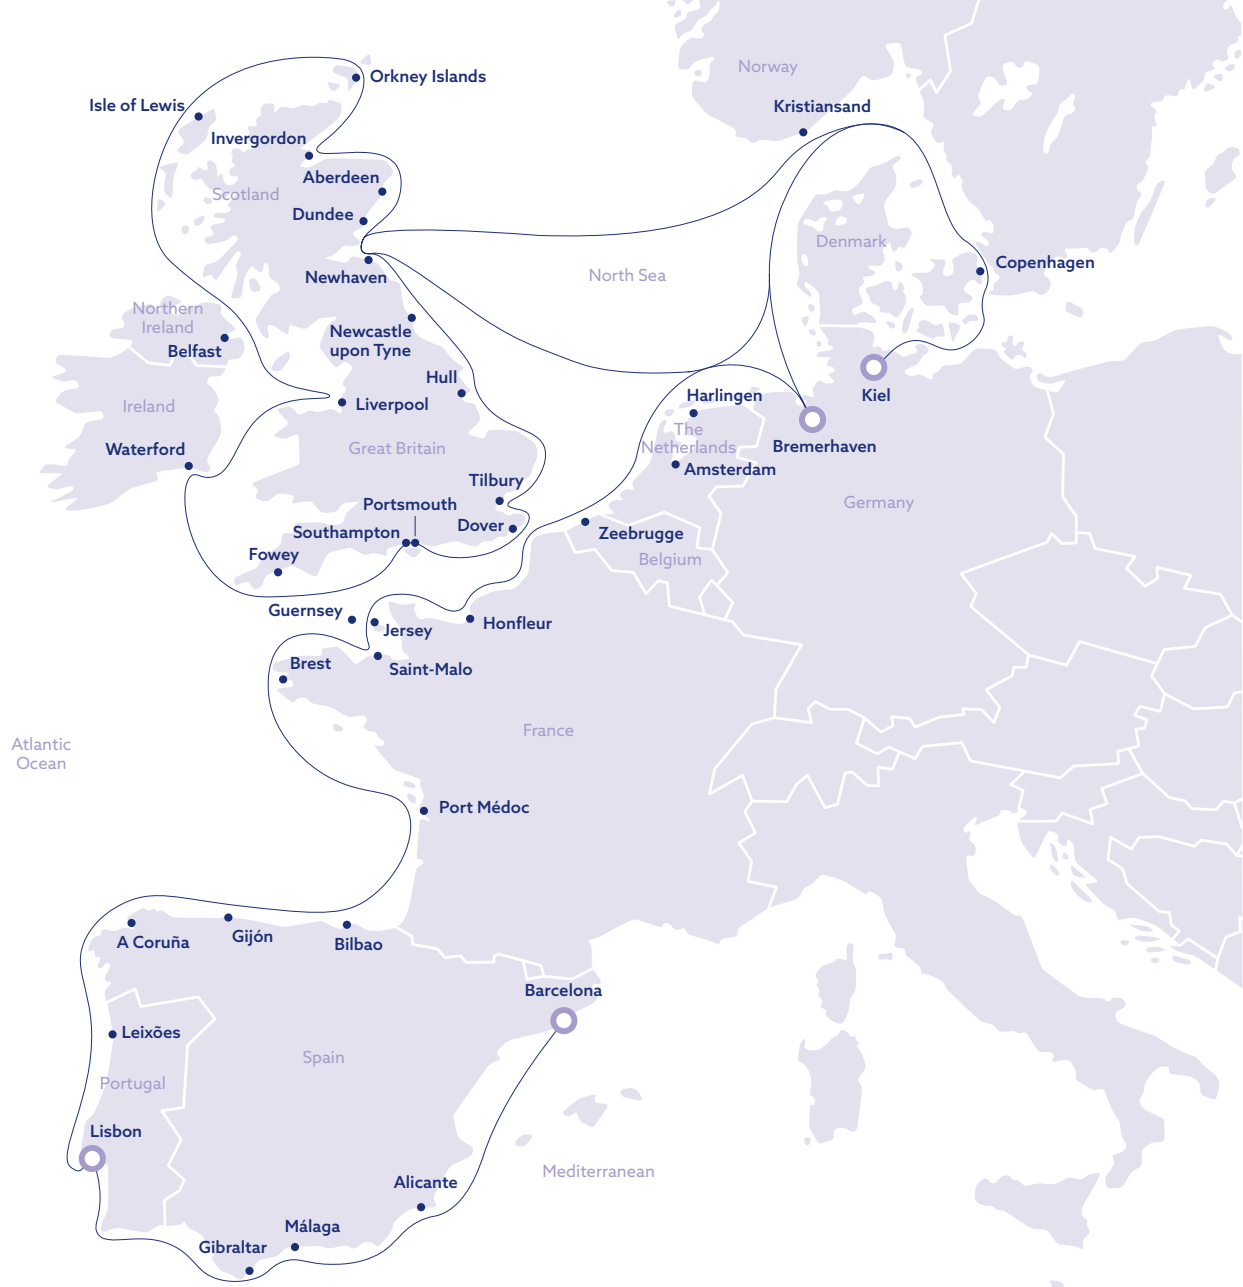 Norway
Orkney Islands
Isle of Lewis
Kristiansand
Invergordon
Aberdeen
Scotland
Dundee
Denmark
Copenhagen
North Sea
Newhaven
Northern
Ireland
Newcastle
upon Tyne
Belfast
Hull
Kiel
Harlingen
Liverpool
Ireland
The
Netherlands
Bremerhaven
Great Britain
Waterford
Amsterdam
Tilbury
Germany
Portsmouth
Dover
Southampton
Zeebrugge
Fowey
Belgium
Guernsey
Honfleur
Jersey
Brest
Saint-Malo
France
Atlantic
Ocean
Port Médoc
A Coruña
Gijón
Bilbao
Barcelona
Leixões
Spain
Portugal
Lisbon
Mediterranean
Alicante
Málaga
Gibraltar